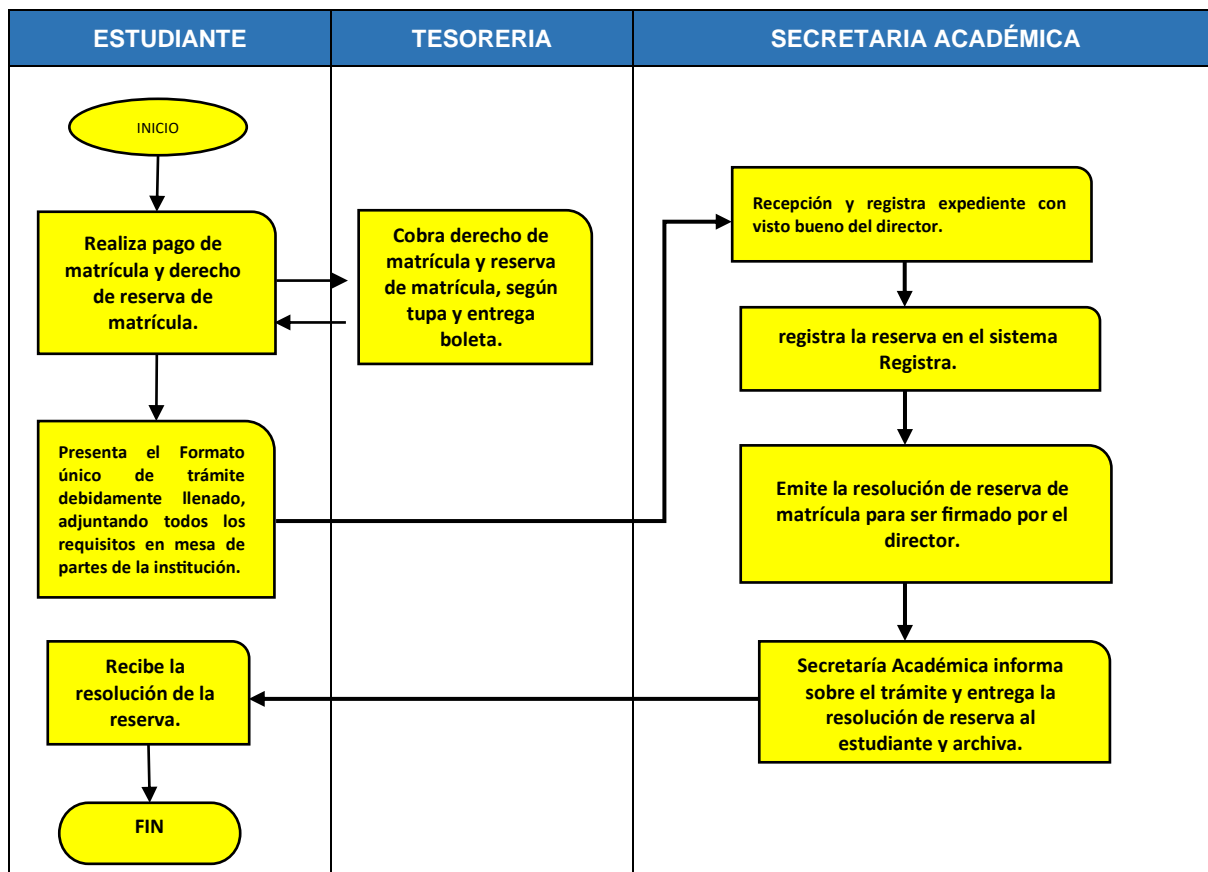 ESTUDIANTE
TESORERIA
SECRETARIA ACADÉMICA
INICIO
Realiza pago de
matrícula y derecho
de reserva de
matrícula.
Cobra derecho de
matrícula y reserva
de matrícula, según
tupa y entrega
boleta.
Presenta el Formato
único de trámite
debidamente llenado,
adjuntando todos los
requisitos en mesa de
partes de la institución.
Recepción y registra expediente con
visto bueno del director.
registra la reserva en el sistema
Registra.
Emite la resolución de reserva de
matrícula para ser firmado por el
director.
Secretaría Académica informa
sobre el trámite y entrega la
resolución de reserva al
estudiante y archiva.
Recibe la
resolución de la
reserva.
FIN